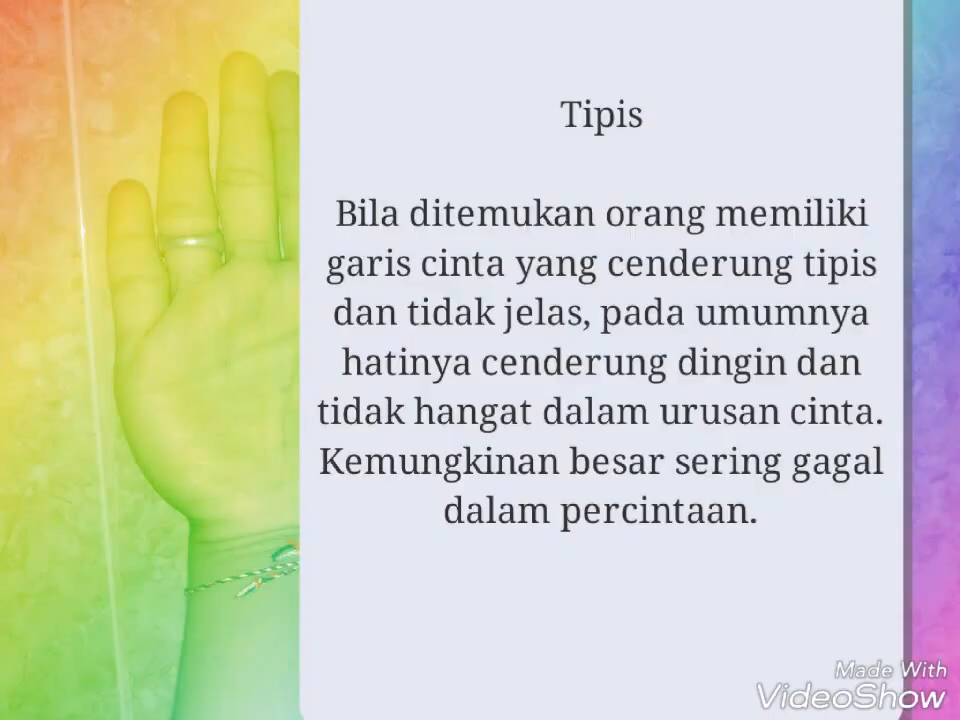 Tipis
Bila ditemukan orang memiliki
garis cinta yang cenderung tipis
dan tidak jelas, pada umumnya
hatinya cenderung dingin dan
tidak hangat dalam urusan cinta.
Kemungkinan besar sering gagal
dalam percintaan.
Made With
VideoShow